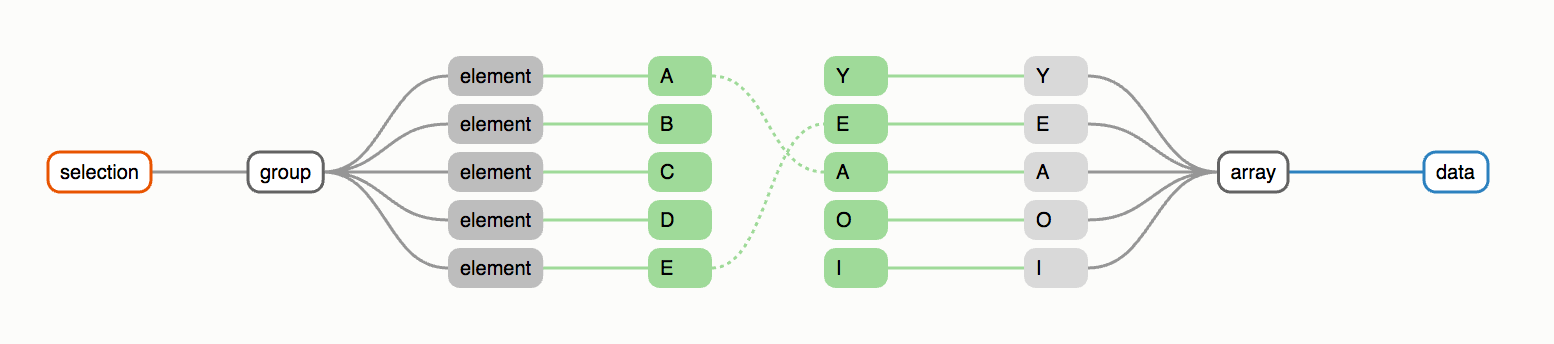 element A Y Y
element B E E
selection group element C A A array data
element D O O
element E I I